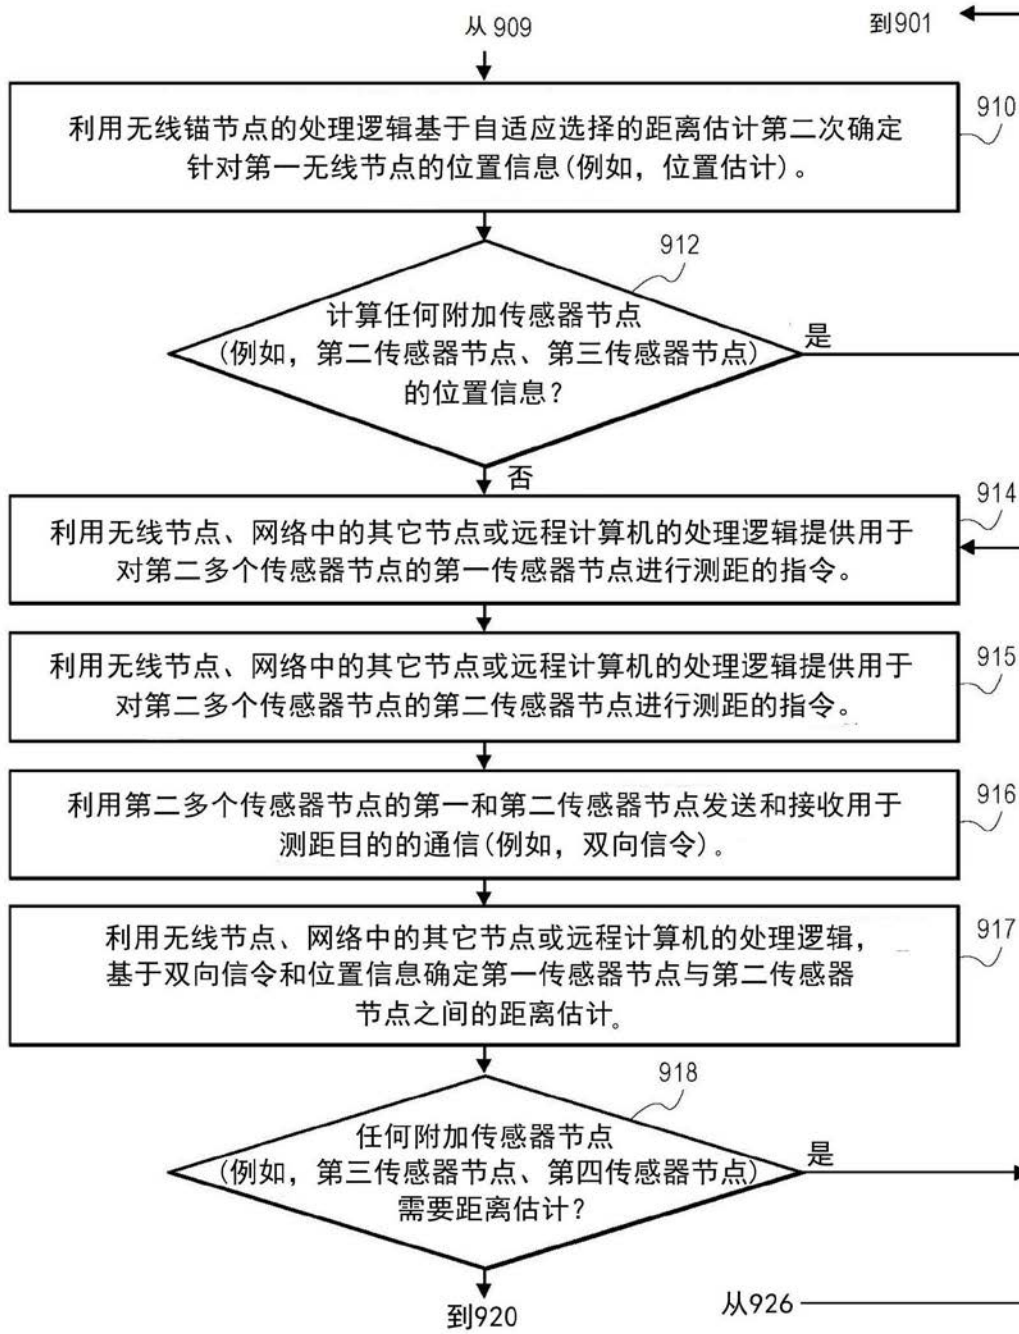 从 909
到901
910
利用无线锚节点的处理逻辑基于自适应选择的距离估计第二次确定
针对第一无线节点的位置信息(例如，位置估计)。
912
计算任何附加传感器节点
(例如，第二传感器节点、第三传感器节点)
的位置信息?
是
否
914
利用无线节点、网络中的其它节点或远程计算机的处理逻辑提供用于
对第二多个传感器节点的第一传感器节点进行测距的指令。
915
利用无线节点、网络中的其它节点或远程计算机的处理逻辑提供用于
对第二多个传感器节点的第二传感器节点进行测距的指令。
916
利用第二多个传感器节点的第一和第二传感器节点发送和接收用于
测距目的的通信(例如，双向信令)。
917
利用无线节点、网络中的其它节点或远程计算机的处理逻辑，
基于双向信令和位置信息确定第一传感器节点与第二传感器
节点之间的距离估计。
918
任何附加传感器节点
(例如，第三传感器节点、第四传感器节点)
需要距离估计?
是
到920
从926